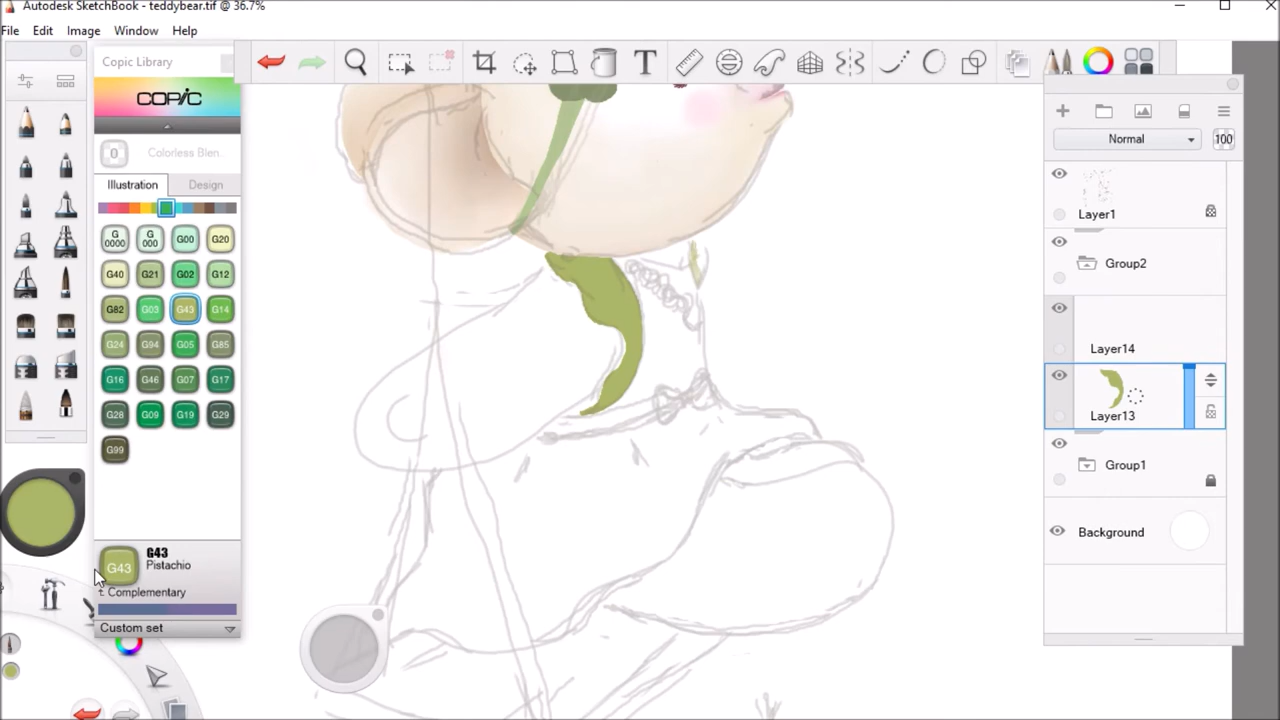 Autodesk SketchBook - teddybear.tif @ 36.7%
File Edit Image Window Help
Copic Library
COPIC
0 Colorless Blen.
Illustration Design
G 0000 G 000 G00 G20
G40 G21 G02 G12
G82 G03 G43 G14
G24 G94 G05 G85
G16 G46 G07 G17
G28 G09 G19 G29
G99
G43
G43
Pistachio
Complementary
Custom set
T
Normal 100
Layer1
Group2
Layer14
Layer13
Group1
Background